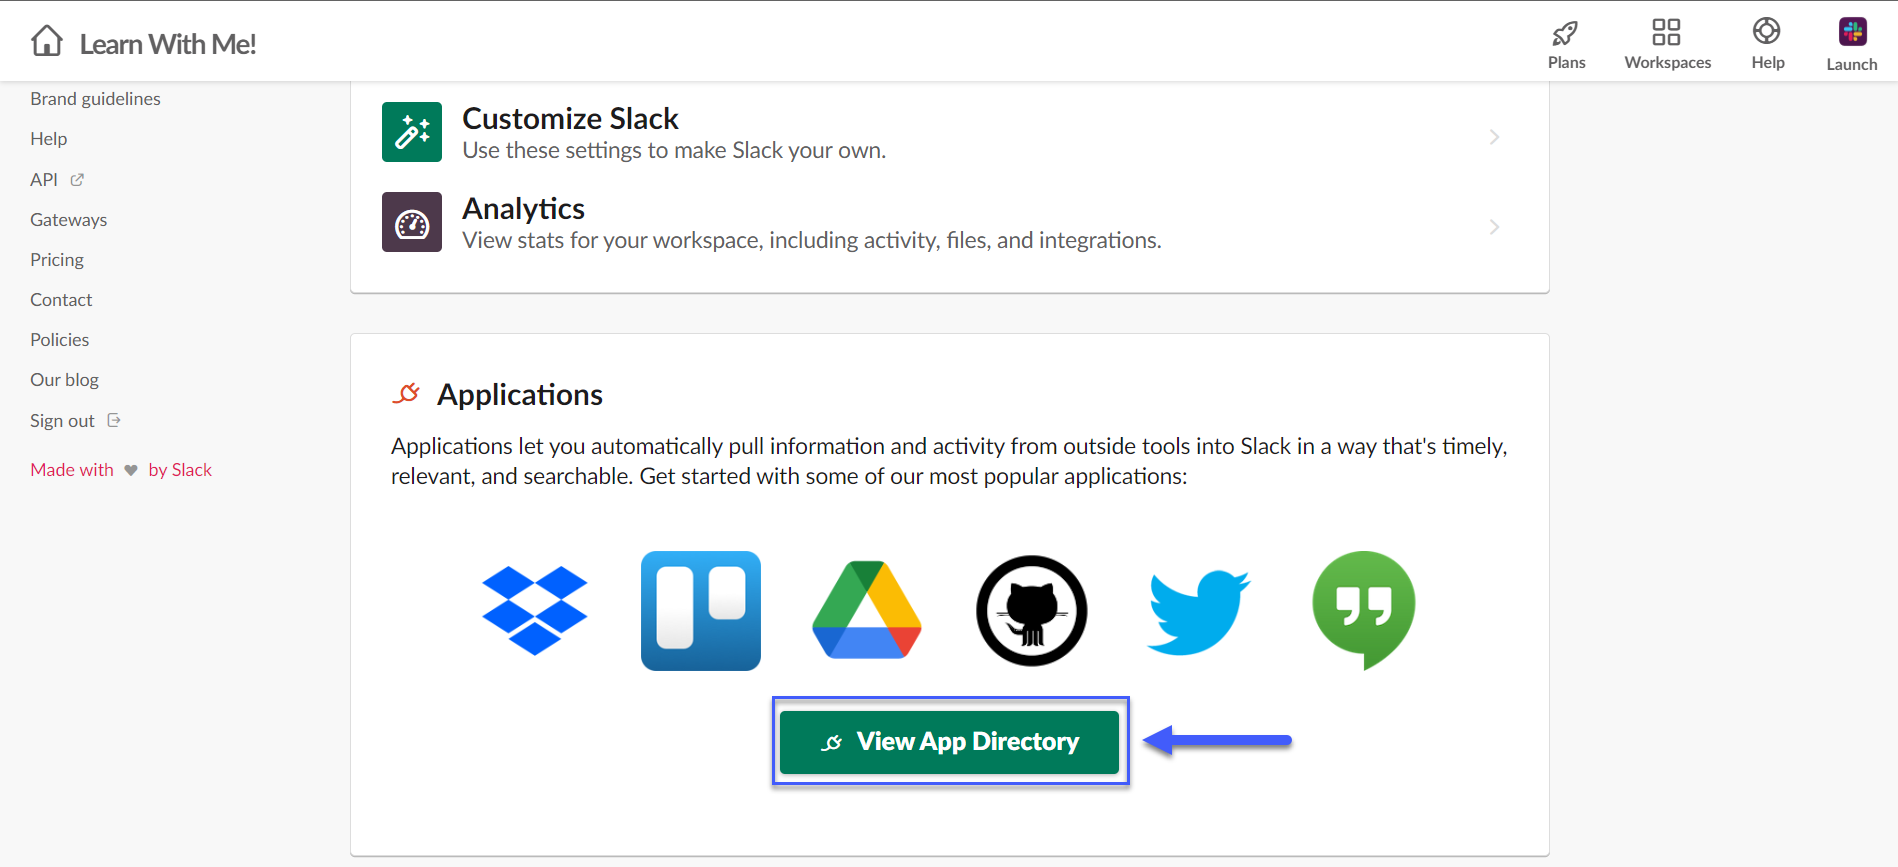 Learn With Me!
Plans
Workspaces
Help
Launch
Brand guidelines
Help
API
Gateways
Pricing
Contact
Policies
Our blog
Sign out
Made with ♥ by Slack
Customize Slack
Use these settings to make Slack your own.
Analytics
View stats for your workspace, including activity, files, and integrations.
Applications
Applications let you automatically pull information and activity from outside tools into Slack in a way that's timely,
relevant, and searchable. Get started with some of our most popular applications:
View App Directory